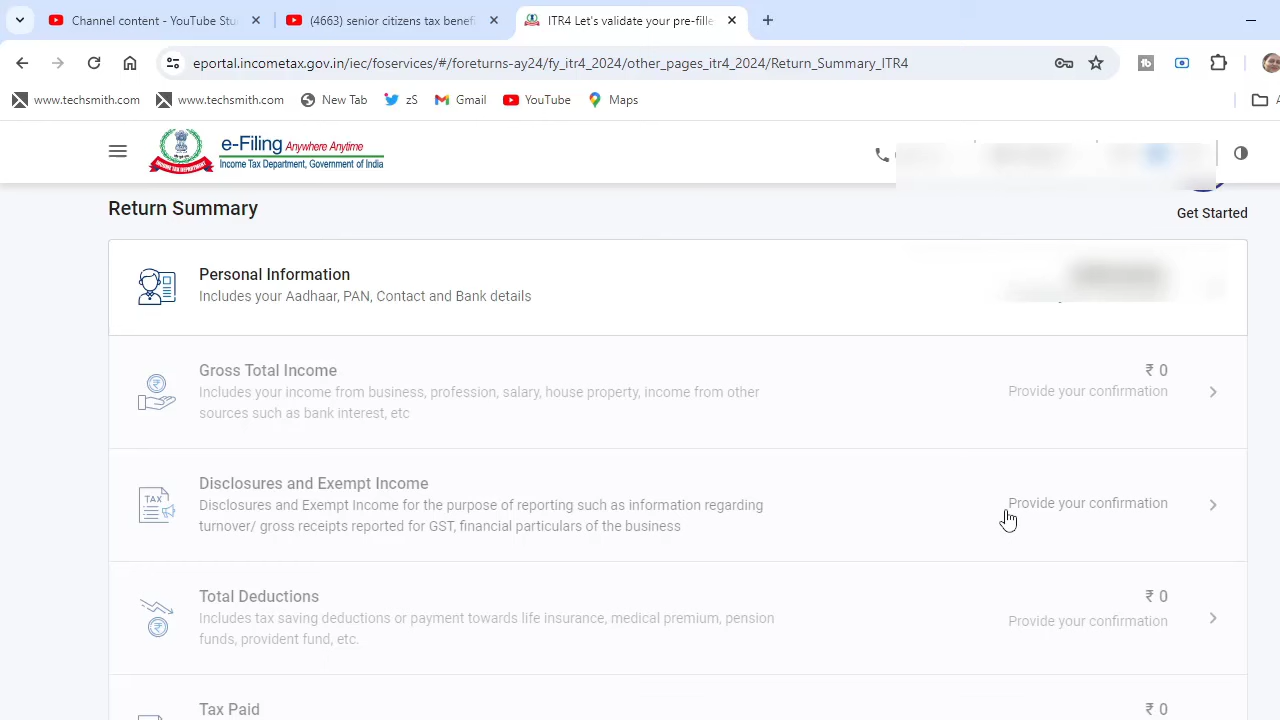 Channel content - YouTube Stu
(4663) senior citizens tax benefi
ITR4 Let's validate your pre-fille
eportal.incometax.gov.in/iec/foservices/#/foreturns-ay24/fy_itr4_2024/other_pages_itr4_2024/Return_Summary_ITR4
www.techsmith.com
www.techsmith.com
New Tab
zS
Gmail
YouTube
Maps
e-Filing Anywhere Anytime
Income Tax Department, Government of India
INCOME TAX DEPARTMENT
Return Summary
Get Started
Personal Information
Includes your Aadhaar, PAN, Contact and Bank details
Gross Total Income
₹ 0
Includes your income from business, profession, salary, house property, income from other
sources such as bank interest, etc
Provide your confirmation
Disclosures and Exempt Income
Disclosures and Exempt Income for the purpose of reporting such as information regarding
turnover/ gross receipts reported for GST, financial particulars of the business
Provide your confirmation
TAX
Total Deductions
₹ 0
Includes tax saving deductions or payment towards life insurance, medical premium, pension
funds, provident fund, etc.
Provide your confirmation
Tax Paid
₹ 0